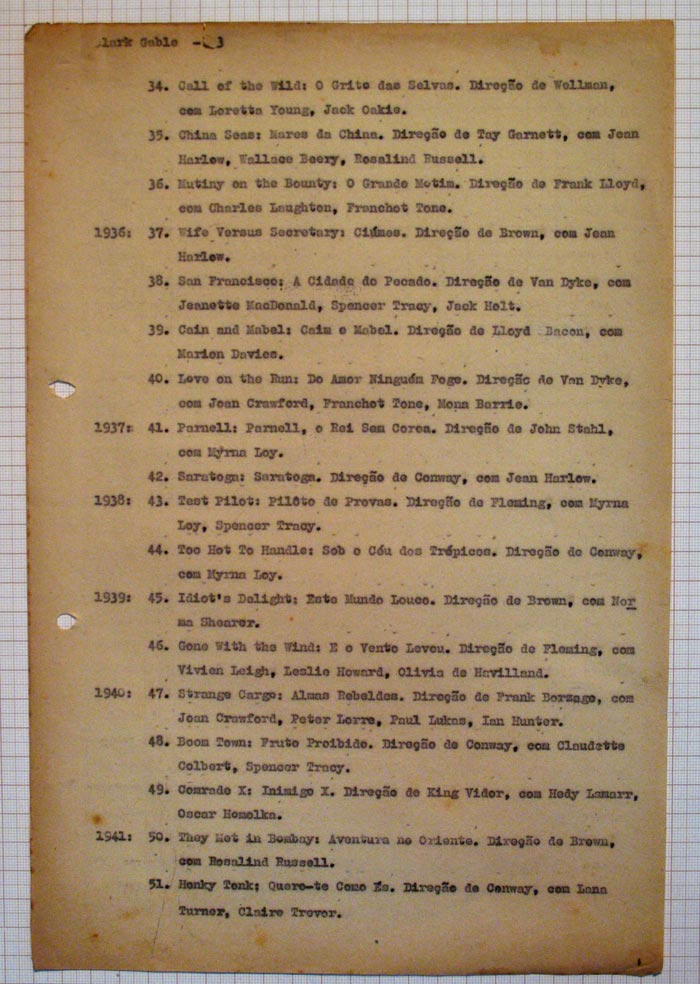 Clark Gable - 3
34. Call of the Wild: O Grito das Selvas. Direção de Wellman,
com Loretta Young, Jack Oakie.
35. China Seas: Mares da China. Direção de Tay Garnett, com Jean
Harlow, Wallace Beery, Rosalind Russell.
36. Mutiny on the Bounty: O Grande Motim. Direção de Frank Lloyd,
com Charles Laughton, Franchot Tone.
1936: 37. Wife Versus Secretary: Ciúmes. Direção de Brown, com Jean
Harlow.
38. San Francisco: A Cidade do Pecado. Direção de Van Dyke, com
Jeanette MacDonald, Spencer Tracy, Jack Holt.
39. Cain and Mabel: Caim e Mabel. Direção de Lloyd Bacon, com
Marion Davies.
40. Love on the Run: Do Amor Ninguém Foge. Direção de Van Dyke,
com Joan Crawford, Franchot Tone, Mona Barrie.
1937: 41. Parnell: Parnell, o Rei Sem Coroa. Direção de John Stahl,
com Myrna Loy.
42. Saratoga: Saratoga. Direção de Conway, com Jean Harlow.
1938: 43. Test Pilot: Pilôto de Provas. Direção de Fleming, com Myrna
Loy, Spencer Tracy.
44. Too Hot To Handle: Sob o Céu dos Trópicos. Direção de Conway,
com Myrna Loy.
1939: 45. Idiot's Delight: Este Mundo Louco. Direção de Brown, com Nor
ma Shearer.
46. Gone With the Wind: E o Vento Levou. Direção de Fleming, com
Vivien Leigh, Leslie Howard, Olivia de Havilland.
1940: 47. Strange Cargo: Almas Rebeldes. Direção de Frank Borzage, com
Joan Crawford, Peter Lorre, Paul Lukas, Ian Hunter.
48. Boom Town: Fruto Proibido. Direção de Conway, com Claudette
Colbert, Spencer Tracy.
49. Comrade X: Inimigo X. Direção de King Vidor, com Hedy Lamarr,
Oscar Homolka.
1941: 50. They Met in Bombay: Aventura no Oriente. Direção de Brown,
com Rosalind Russell.
51. Honky Tonk: Quero-te Como És. Direção de Conway, com Lana
Turner, Claire Trevor.